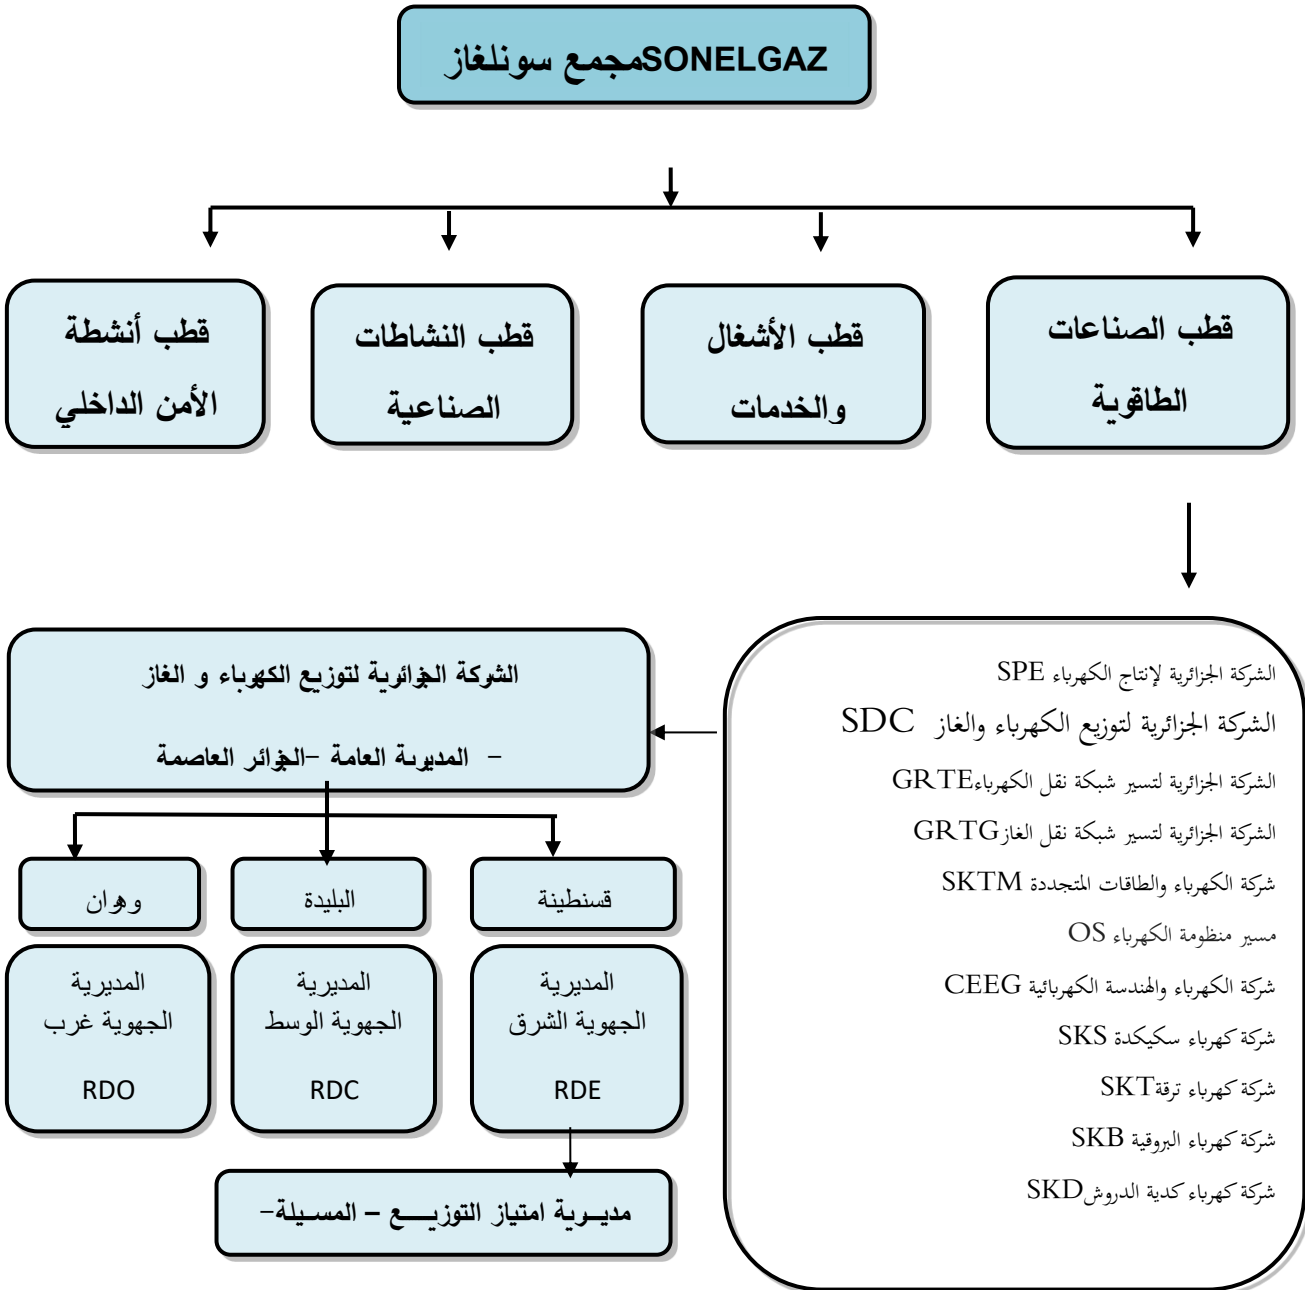 مجمع سونلغازSONELGAZ
قطب الصناعات
الطاقوية
قطب الأشغال
والخدمات
قطب النشاطات
الصناعية
قطب أنشطة
الأمن الداخلي
الشركة الجزائرية لإنتاج الكهرباء SPE
الشركة الجزائرية لتوزيع الكهرباء والغاز SDC
الشركة الجزائرية لتسير شبكة نقل الكهرباءGRTE
الشركة الجزائرية لتسير شبكة نقل الغازGRTG
شركة الكهرباء والطاقات المتجددة SKTM
مسير منظومة الكهرباء OS
شركة الكهرباء والهندسة الكهربائية CEEG
شركة كهرباء سكيكدة SKS
شركة كهرباء ترقةSKT
شركة كهرباء البروقية SKB
شركة كهرباء كدية الدروشSKD
الشركة الجزائرية لتوزيع الكهرباء و الغاز
– المديرية العامة –الجزائر العاصمة
قسنطينة
البليدة
وهران
المديرية
الجهوية الشرق
RDE
المديرية
الجهوية الوسط
RDC
المديرية
الجهوية غرب
RDO
مديـرية امتياز التوزيـــع – المسـيلة-